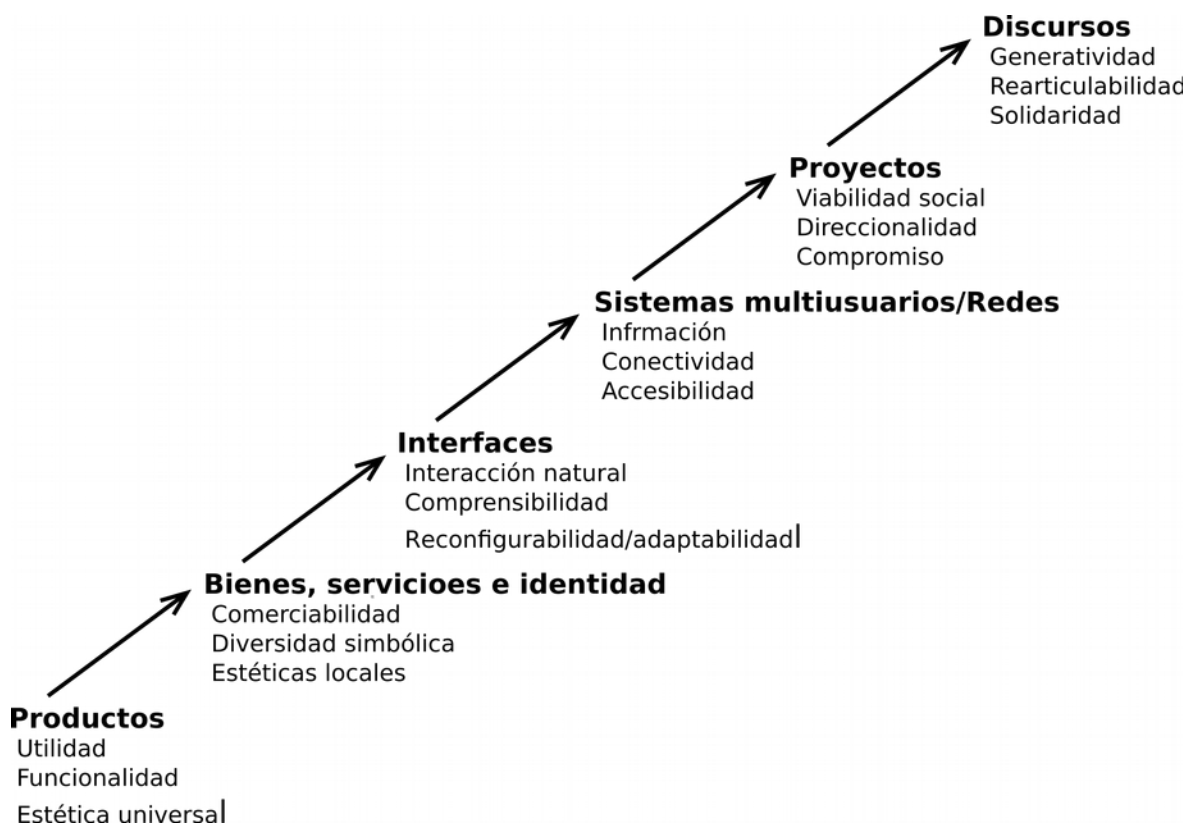 Discursos
Generatividad
Rearticulabilidad
Solidaridad
Proyectos
Viabilidad social
Direccionalidad
Compromiso
Sistemas multiusuarios/Redes
Infrmación
Conectividad
Accesibilidad
Interfaces
Interacción natural
Comprensibilidad
Reconfigurabilidad/adaptabilidad
Bienes, servicioes e identidad
Comerciabilidad
Diversidad simbólica
Estéticas locales
Productos
Utilidad
Funcionalidad
Estética universal